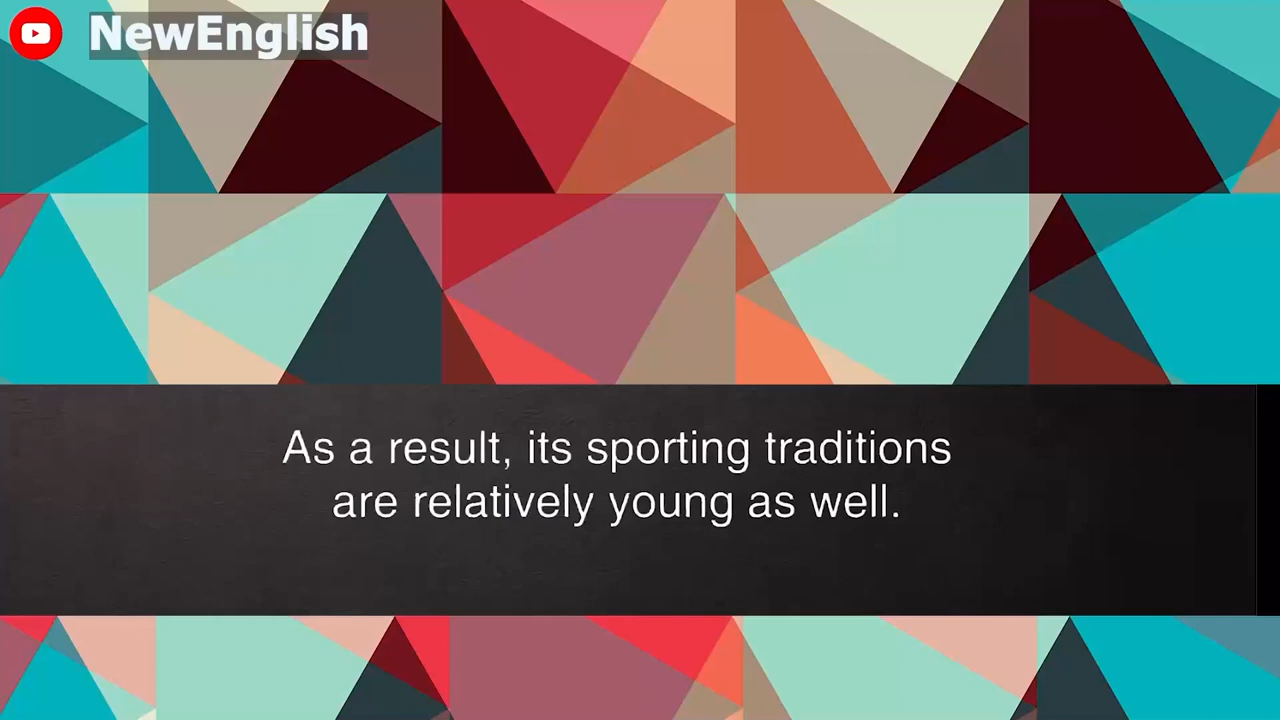 NewEnglish
As a result, its sporting traditions
are relatively young as well.